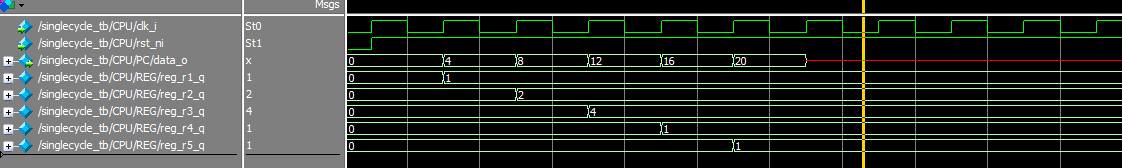 Msgs
/singlecycle_tb/CPU/clk_i St0
/singlecycle_tb/CPU/rst_ni St1
/singlecycle_tb/CPU/PC/data_o x 0 4 8 12 16 20
/singlecycle_tb/CPU/REG/reg_r1_q 1 0 1
/singlecycle_tb/CPU/REG/reg_r2_q 2 0 2
/singlecycle_tb/CPU/REG/reg_r3_q 4 0 4
/singlecycle_tb/CPU/REG/reg_r4_q 1 0 1
/singlecycle_tb/CPU/REG/reg_r5_q 1 0 1